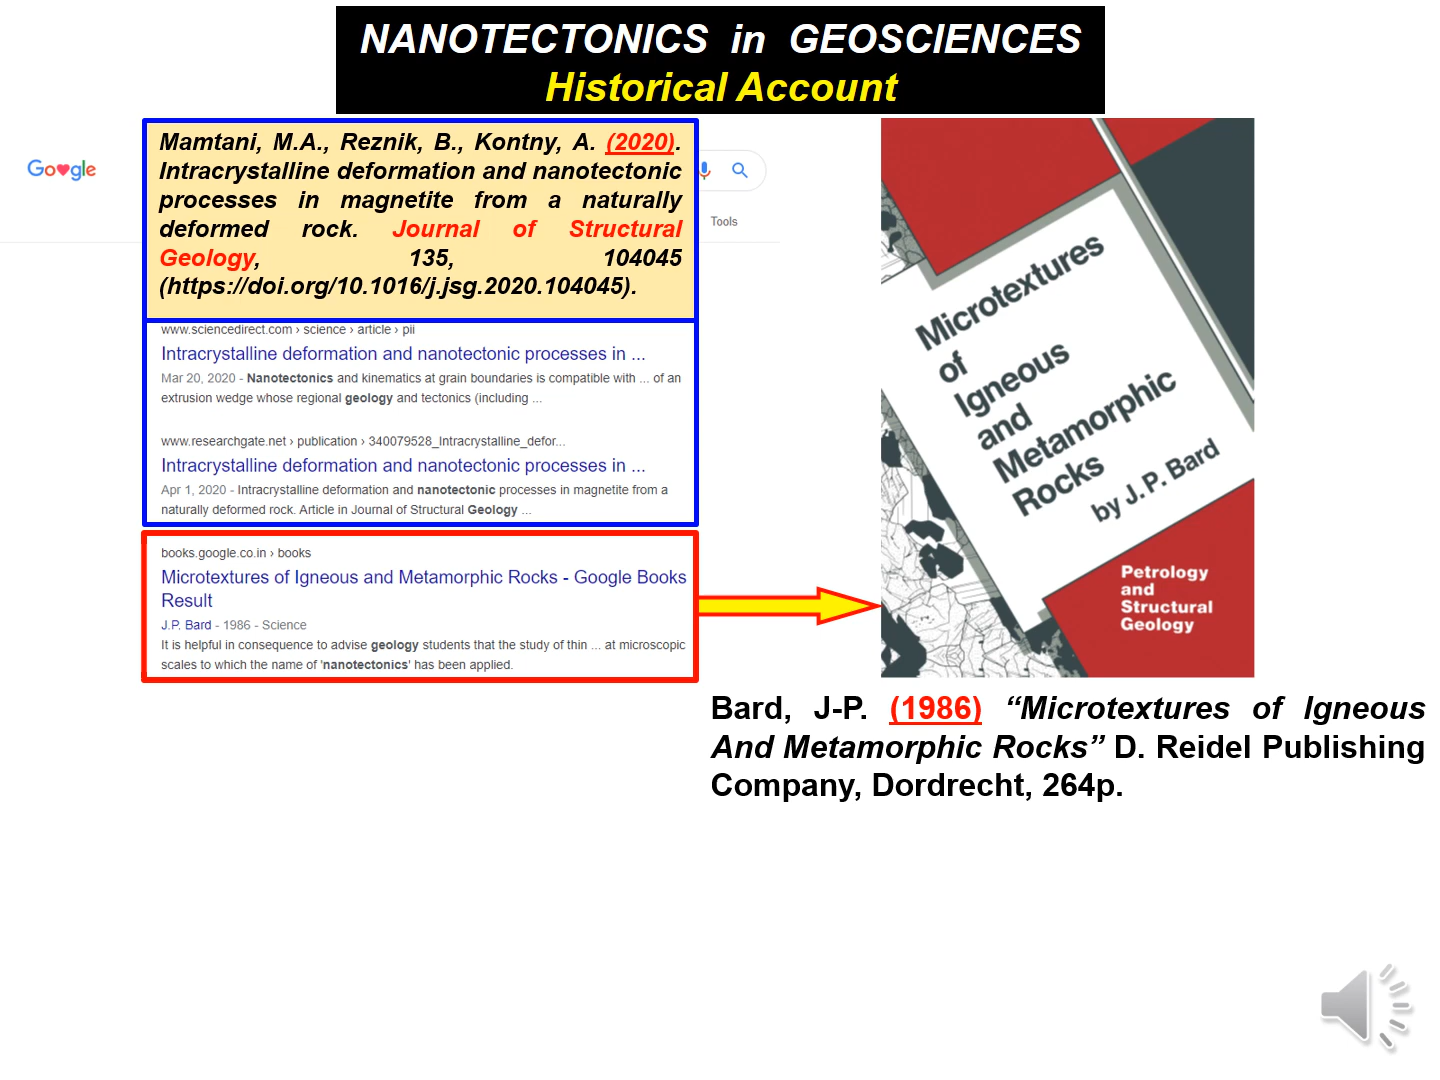 NANOTECTONICS in GEOSCIENCES
Historical Account
Google
Tools
Mamtani, M.A., Reznik, B., Kontny, A. (2020).
Intracrystalline deformation and nanotectonic
processes in magnetite from a naturally
deformed rock. Journal of Structural
Geology, 135, 104045
(https://doi.org/10.1016/j.jsg.2020.104045).
www.sciencedirect.com › science › article › pii
Intracrystalline deformation and nanotectonic processes in ...
Mar 20, 2020 - Nanotectonics and kinematics at grain boundaries is compatible with ... of an
extrusion wedge whose regional geology and tectonics (including ...
www.researchgate.net › publication › 340079528_Intracrystalline_defor...
Intracrystalline deformation and nanotectonic processes in ...
Apr 1, 2020 - Intracrystalline deformation and nanotectonic processes in magnetite from a
naturally deformed rock. Article in Journal of Structural Geology ...
books.google.co.in › books
Microtextures of Igneous and Metamorphic Rocks - Google Books
Result
J.P. Bard - 1986 - Science
It is helpful in consequence to advise geology students that the study of thin ... at microscopic
scales to which the name of 'nanotectonics' has been applied.
Microtextures
of
Igneous
and
Metamorphic
Rocks
by J.P. Bard
Petrology
and
Structural
Geology
Bard, J-P. (1986) “Microtextures of Igneous
And Metamorphic Rocks” D. Reidel Publishing
Company, Dordrecht, 264p.